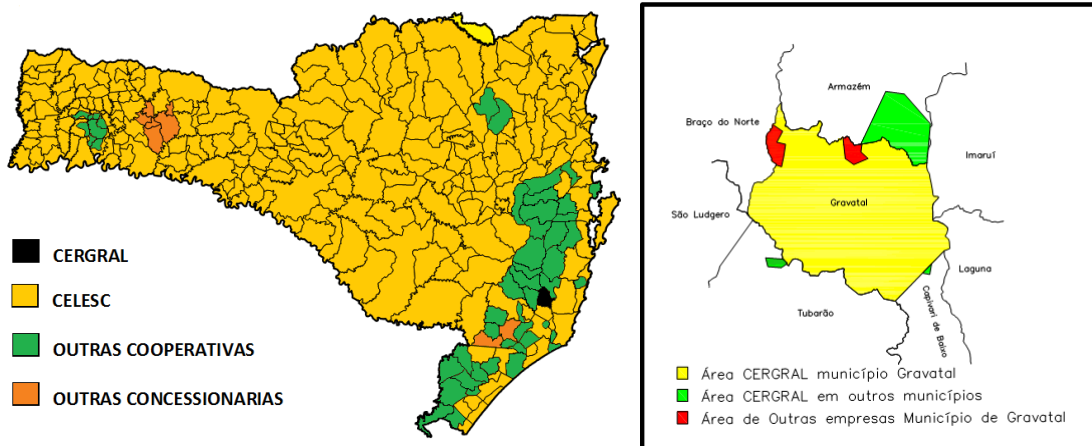 CERGRAL
CELESC
OUTRAS COOPERATIVAS
OUTRAS CONCESSIONARIAS
Armazém
Braço do Norte
Imaruí
Gravatal
São Ludgero
Laguna
Tubarão
Capivari de Baixo
Área CERGRAL município Gravatal
Área CERGRAL em outros municípios
Área de Outras empresas Município de Gravatal